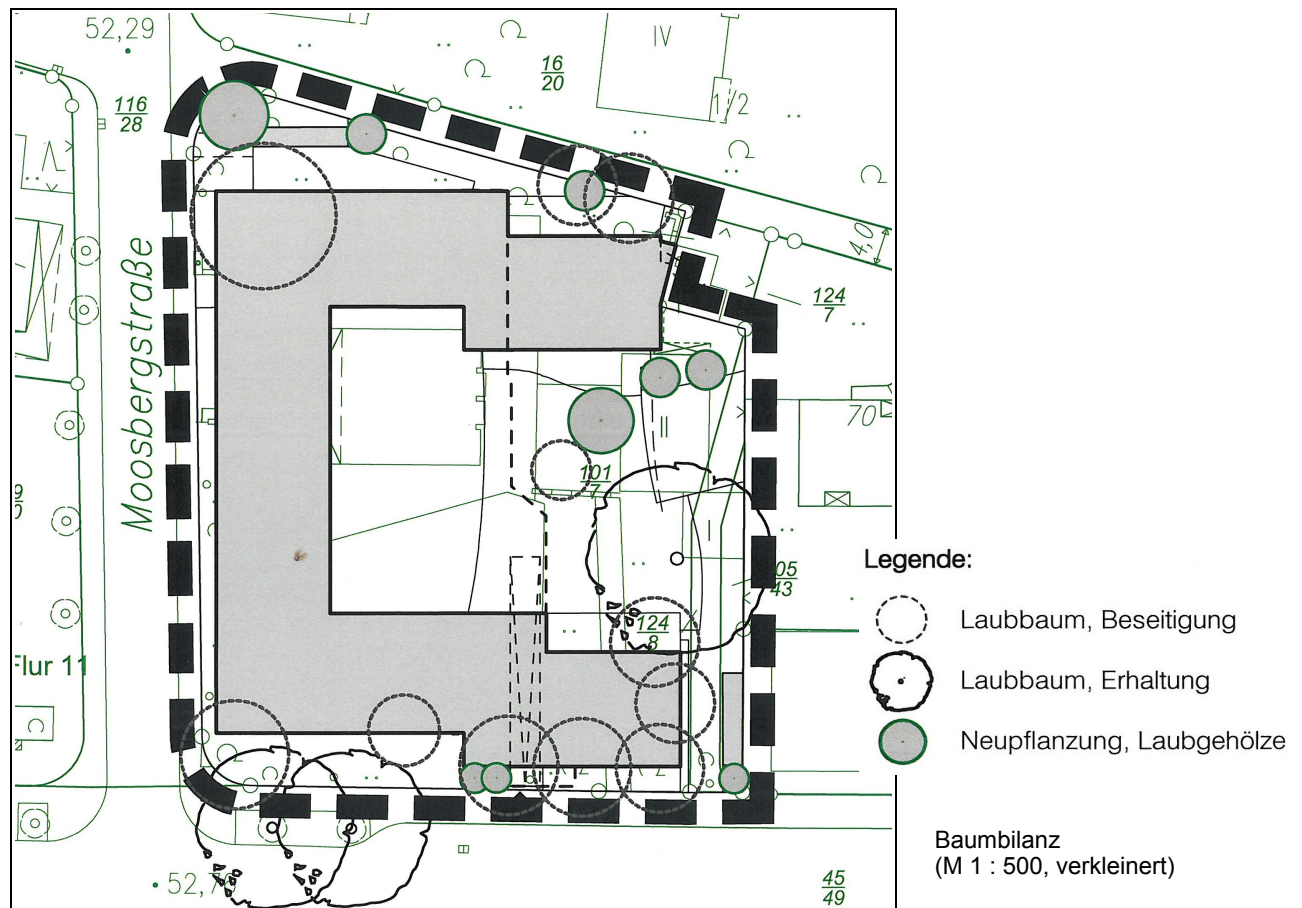 52,29
IV
16
20
1/2
116
28
Moosbergstraße
4,0
124
7
70
II
101
7
I
05
43
124
8
Flur 11
52,7
45
49
Legende:
Laubbaum, Beseitigung
Laubbaum, Erhaltung
Neupflanzung, Laubgehölze
Baumbilanz
(M 1 : 500, verkleinert)